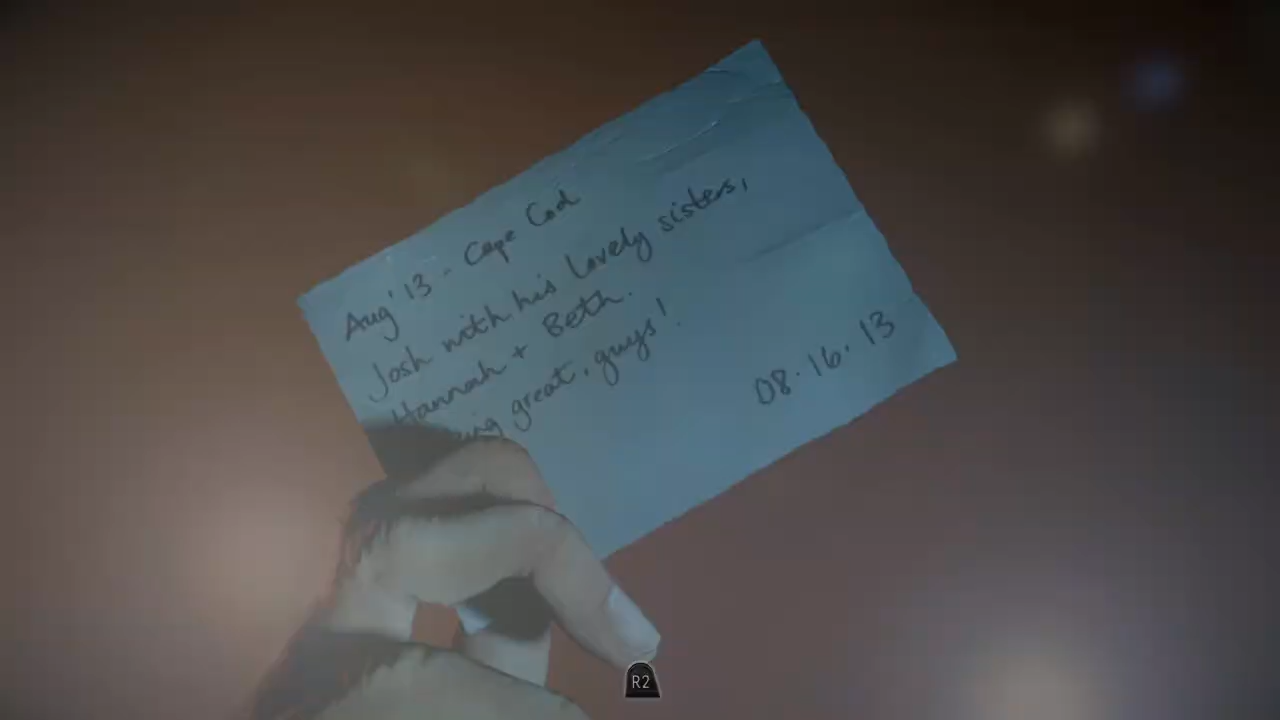 Aug' 13 - Cape Cod
Josh with his lovely sisters,
Hannah + Beth.
great, guys!
08.16.13
R2